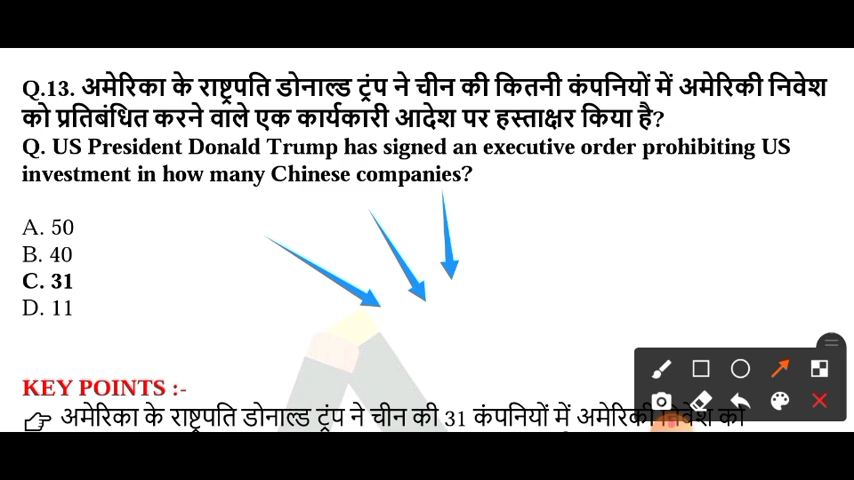 Q.13. अमेरिका के राष्ट्रपति डोनाल्ड ट्रंप ने चीन की कितनी कंपनियों में अमेरिकी निवेश
को प्रतिबंधित करने वाले एक कार्यकारी आदेश पर हस्ताक्षर किया है?
Q. US President Donald Trump has signed an executive order prohibiting US
investment in how many Chinese companies?
A. 50
B. 40
C. 31
D. 11
KEY POINTS :-
अमेरिका के राष्ट्रपति डोनाल्ड ट्रंप ने चीन की 31 कंपनियों में अमेरिकी निवेश को